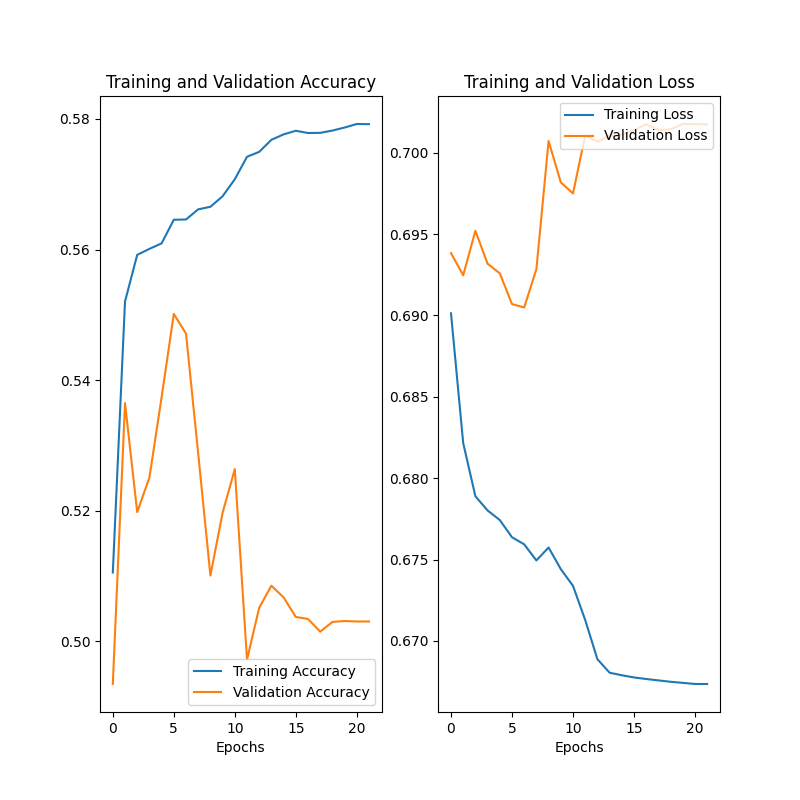 Training and Validation Accuracy
0.58
0.56
0.54
0.52
0.50
Training Accuracy
Validation Accuracy
0 5 10 15 20
Epochs
Training and Validation Loss
Training Loss
Validation Loss
0.700
0.695
0.690
0.685
0.680
0.675
0.670
0 5 10 15 20
Epochs